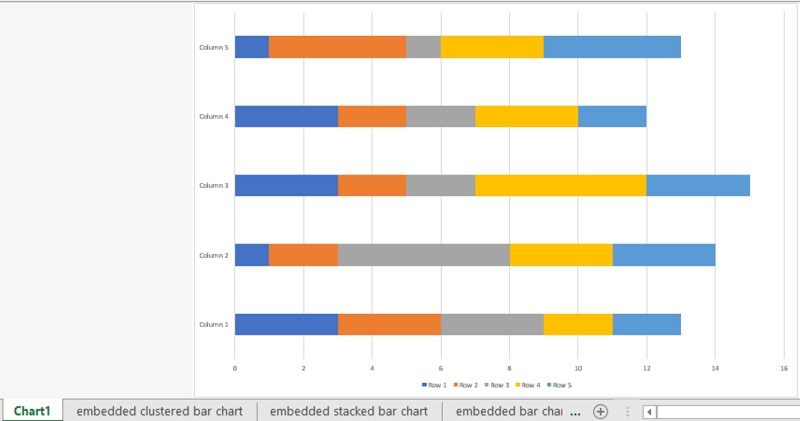 Column 5
Column 4
Column 3
Column 2
Column 1
0 2 4 6 8 10 12 14 16
Row 1 Row 2 Row 3 Row 4 Row 5
Chart1 embedded clustered bar chart embedded stacked bar chart embedded bar char ...